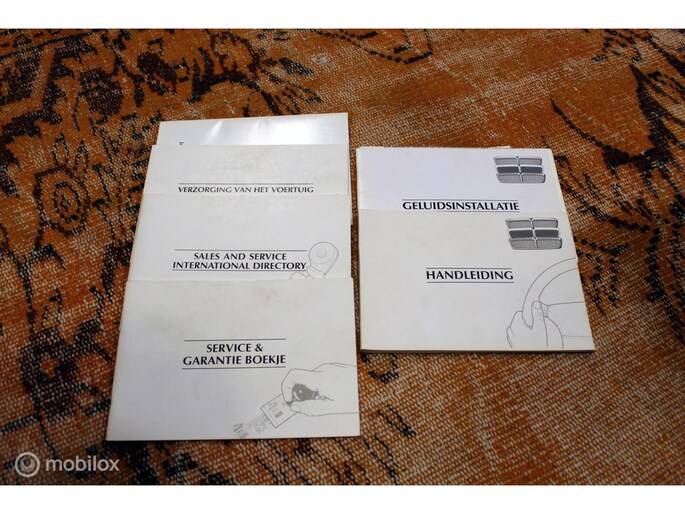 VERZORGING VAN HET VOERTUIG
SALES AND SERVICE
INTERNATIONAL DIRECTORY
SERVICE &
GARANTIE BOEKJE
GELUIDSINSTALLATIE
HANDLEIDING
mobilox